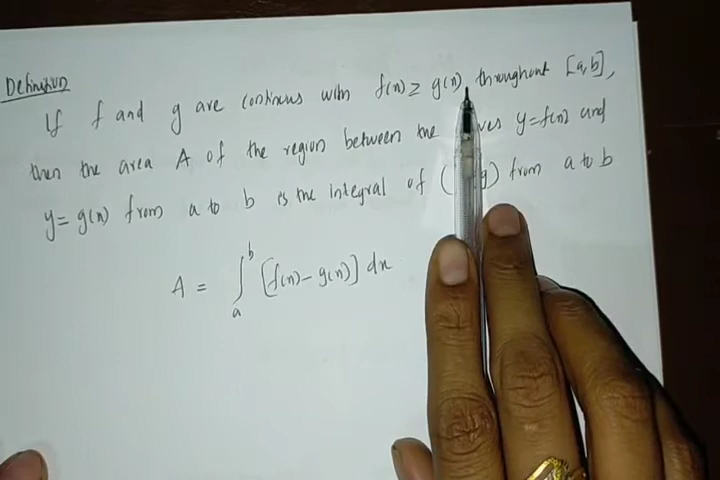 Definition
If f and g are continous with f(x) ≥ g(x) throughout [a,b],
then the area A of the region between the y=f(x) and
y= g(x) from a to b is the integral of ( g) from a to b
A = ∫ₐᵇ [f(x) - g(x)] dx